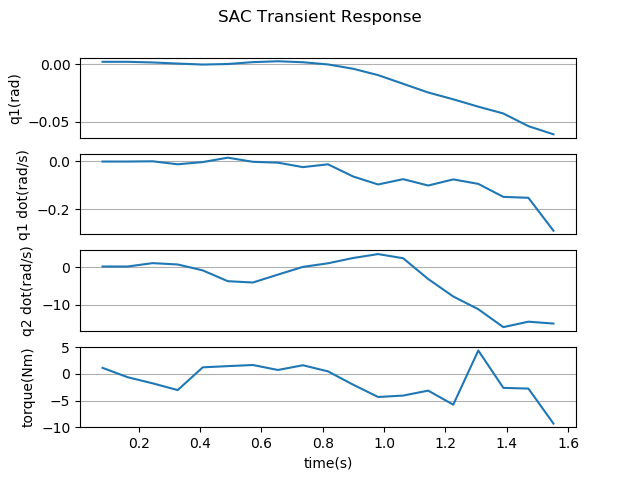 SAC Transient Response
q1(rad)
0.00
−0.05
q1 dot(rad/s)
0.0
−0.2
q2 dot(rad/s)
0
−10
torque(Nm)
5
0
−5
−10
0.2 0.4 0.6 0.8 1.0 1.2 1.4 1.6
time(s)